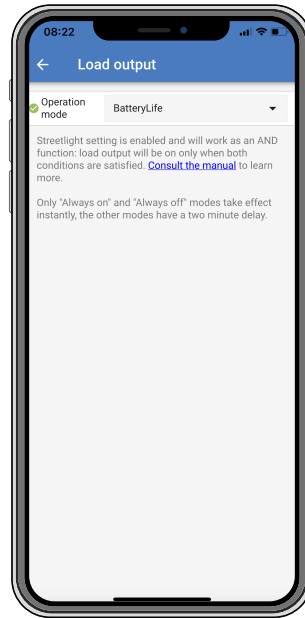 08:22
Load output
Operation
mode
BatteryLife
Streetlight setting is enabled and will work as an AND
function: load output will be on only when both
conditions are satisfied. Consult the manual to learn
more.
Only "Always on" and "Always off" modes take effect
instantly, the other modes have a two minute delay.